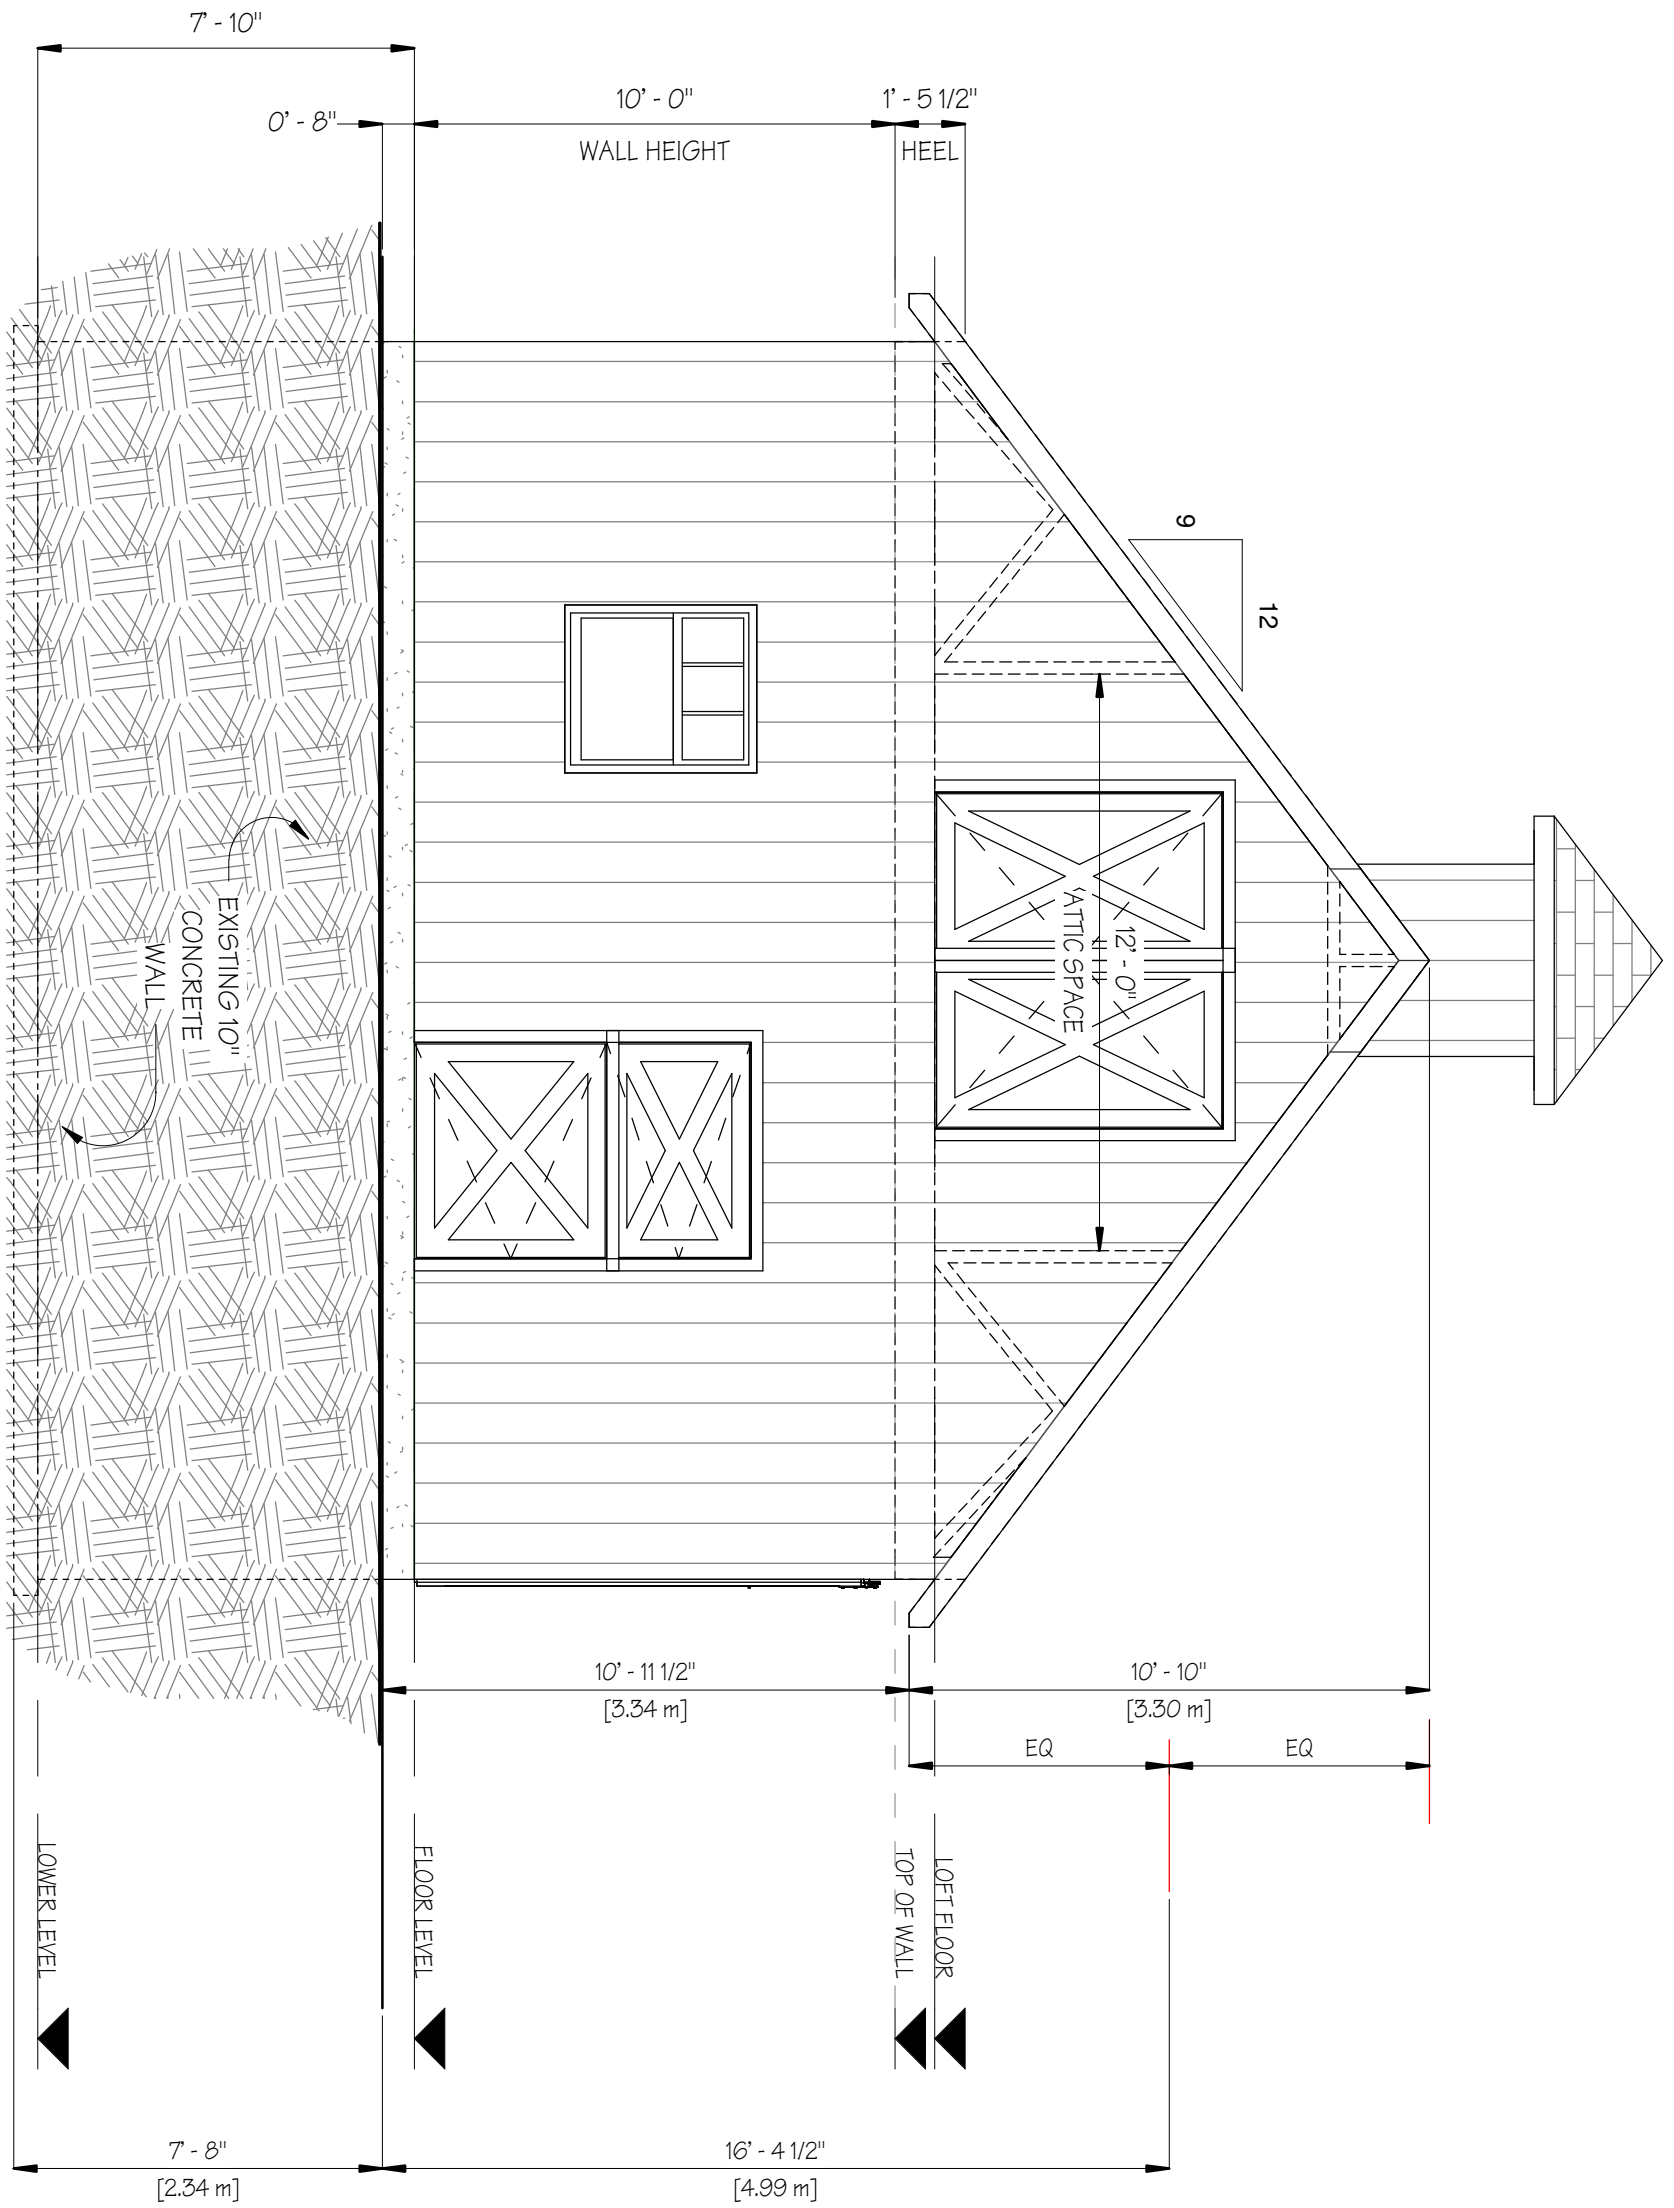 7' - 10"
0' - 8"
10' - 0"
WALL HEIGHT
1' - 5 1/2"
HEEL
9
12
12' - 0"
ATTIC SPACE
EXISTING 10"
CONCRETE
WALL
10' - 11 1/2"
[3.34 m]
10' - 10"
[3.30 m]
EQ
EQ
LOWER LEVEL
FLOOR LEVEL
TOP OF WALL
LOFT FLOOR
7' - 8"
[2.34 m]
16' - 4 1/2"
[4.99 m]